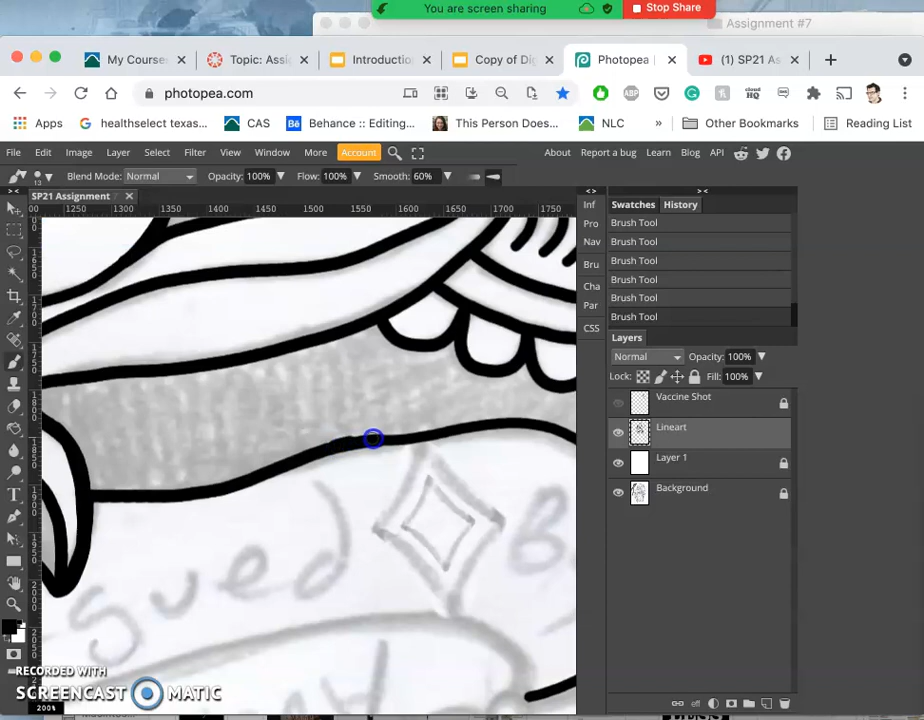 You are screen sharing
Stop Share
Assignment #7
My Course
Topic: Assi
Introductio
Copy of Di
Photopea |
(1) SP21 As
photopea.com
Apps
healthselect texas...
CAS
Behance :: Editing...
This Person Does...
NLC
»
Other Bookmarks
Reading List
File Edit Image Layer Select Filter View Window More Account
About Report a bug Learn Blog API
13 Blend Mode: Normal Opacity: 100% Flow: 100% Smooth: 60%
SP21 Assignment
1250 1300 1350 1400 1450 1500 1550 1600 1650 1700 1750
Inf
Pro
Nav
Bru
Cha
Par
CSS
Swatches History
Brush Tool
Brush Tool
Brush Tool
Brush Tool
Brush Tool
Brush Tool
Layers
Normal Opacity: 100%
Lock: Fill: 100%
Vaccine Shot
Lineart
Layer 1
Background
sued
B
RECORDED WITH
SCREENCAST MATIC
200%